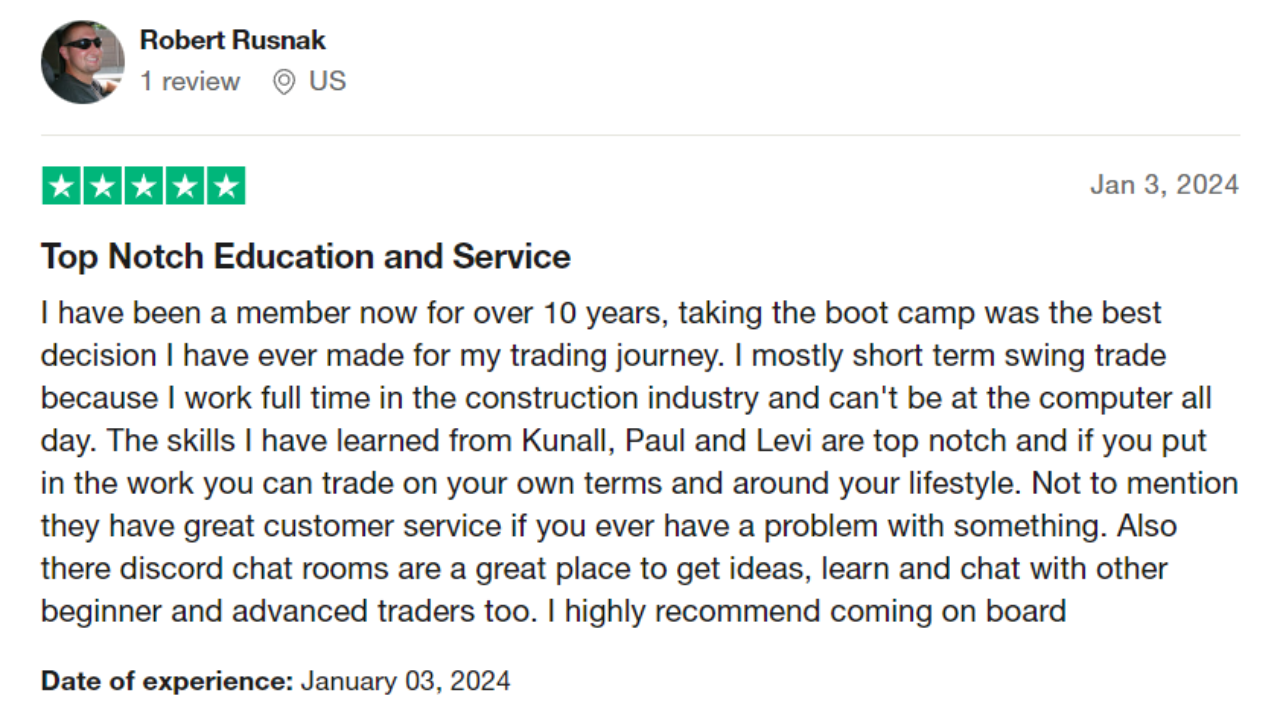 Robert Rusnak
1 review US
Jan 3, 2024
Top Notch Education and Service
I have been a member now for over 10 years, taking the boot camp was the best
decision I have ever made for my trading journey. I mostly short term swing trade
because I work full time in the construction industry and can't be at the computer all
day. The skills I have learned from Kunall, Paul and Levi are top notch and if you put
in the work you can trade on your own terms and around your lifestyle. Not to mention
they have great customer service if you ever have a problem with something. Also
there discord chat rooms are a great place to get ideas, learn and chat with other
beginner and advanced traders too. I highly recommend coming on board
Date of experience: January 03, 2024